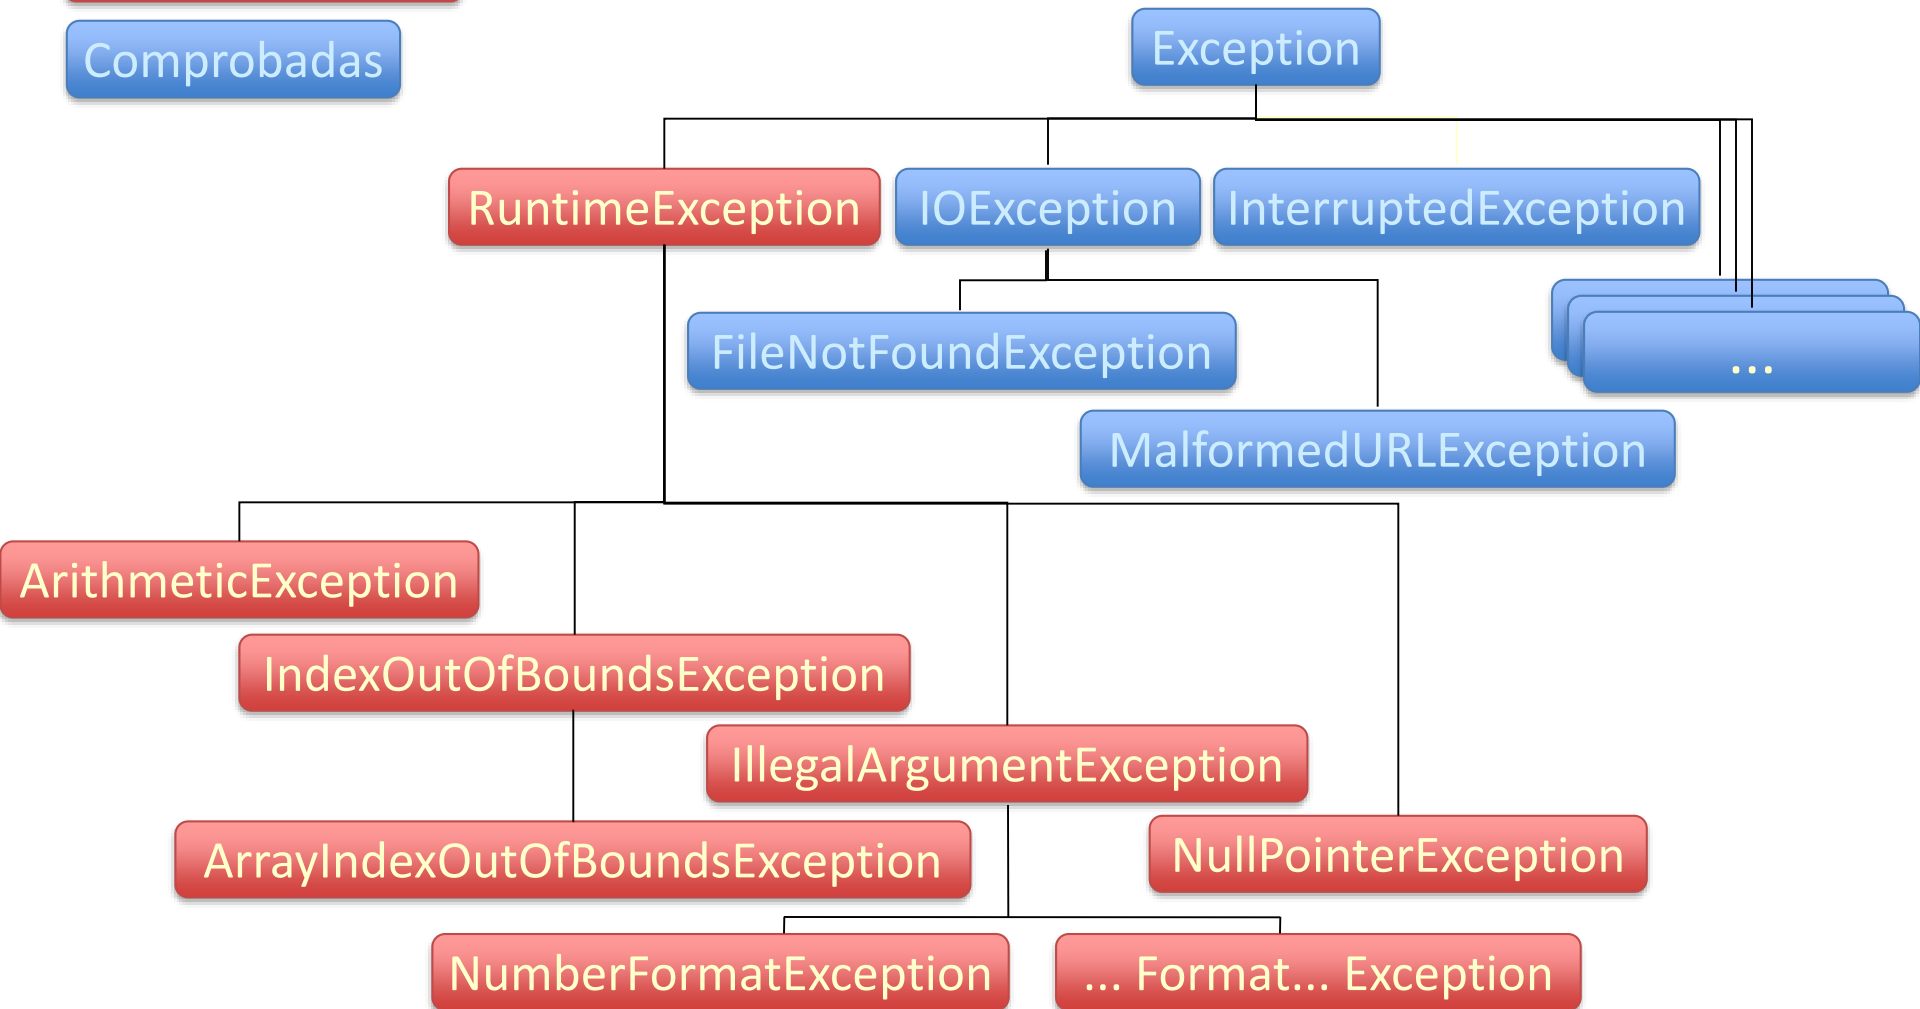 Comprobadas
Exception
RuntimeException
IOException
InterruptedException
FileNotFoundException
...
MalformedURLException
ArithmeticException
IndexOutOfBoundsException
IllegalArgumentException
ArrayIndexOutOfBoundsException
NullPointerException
NumberFormatException
... Format... Exception